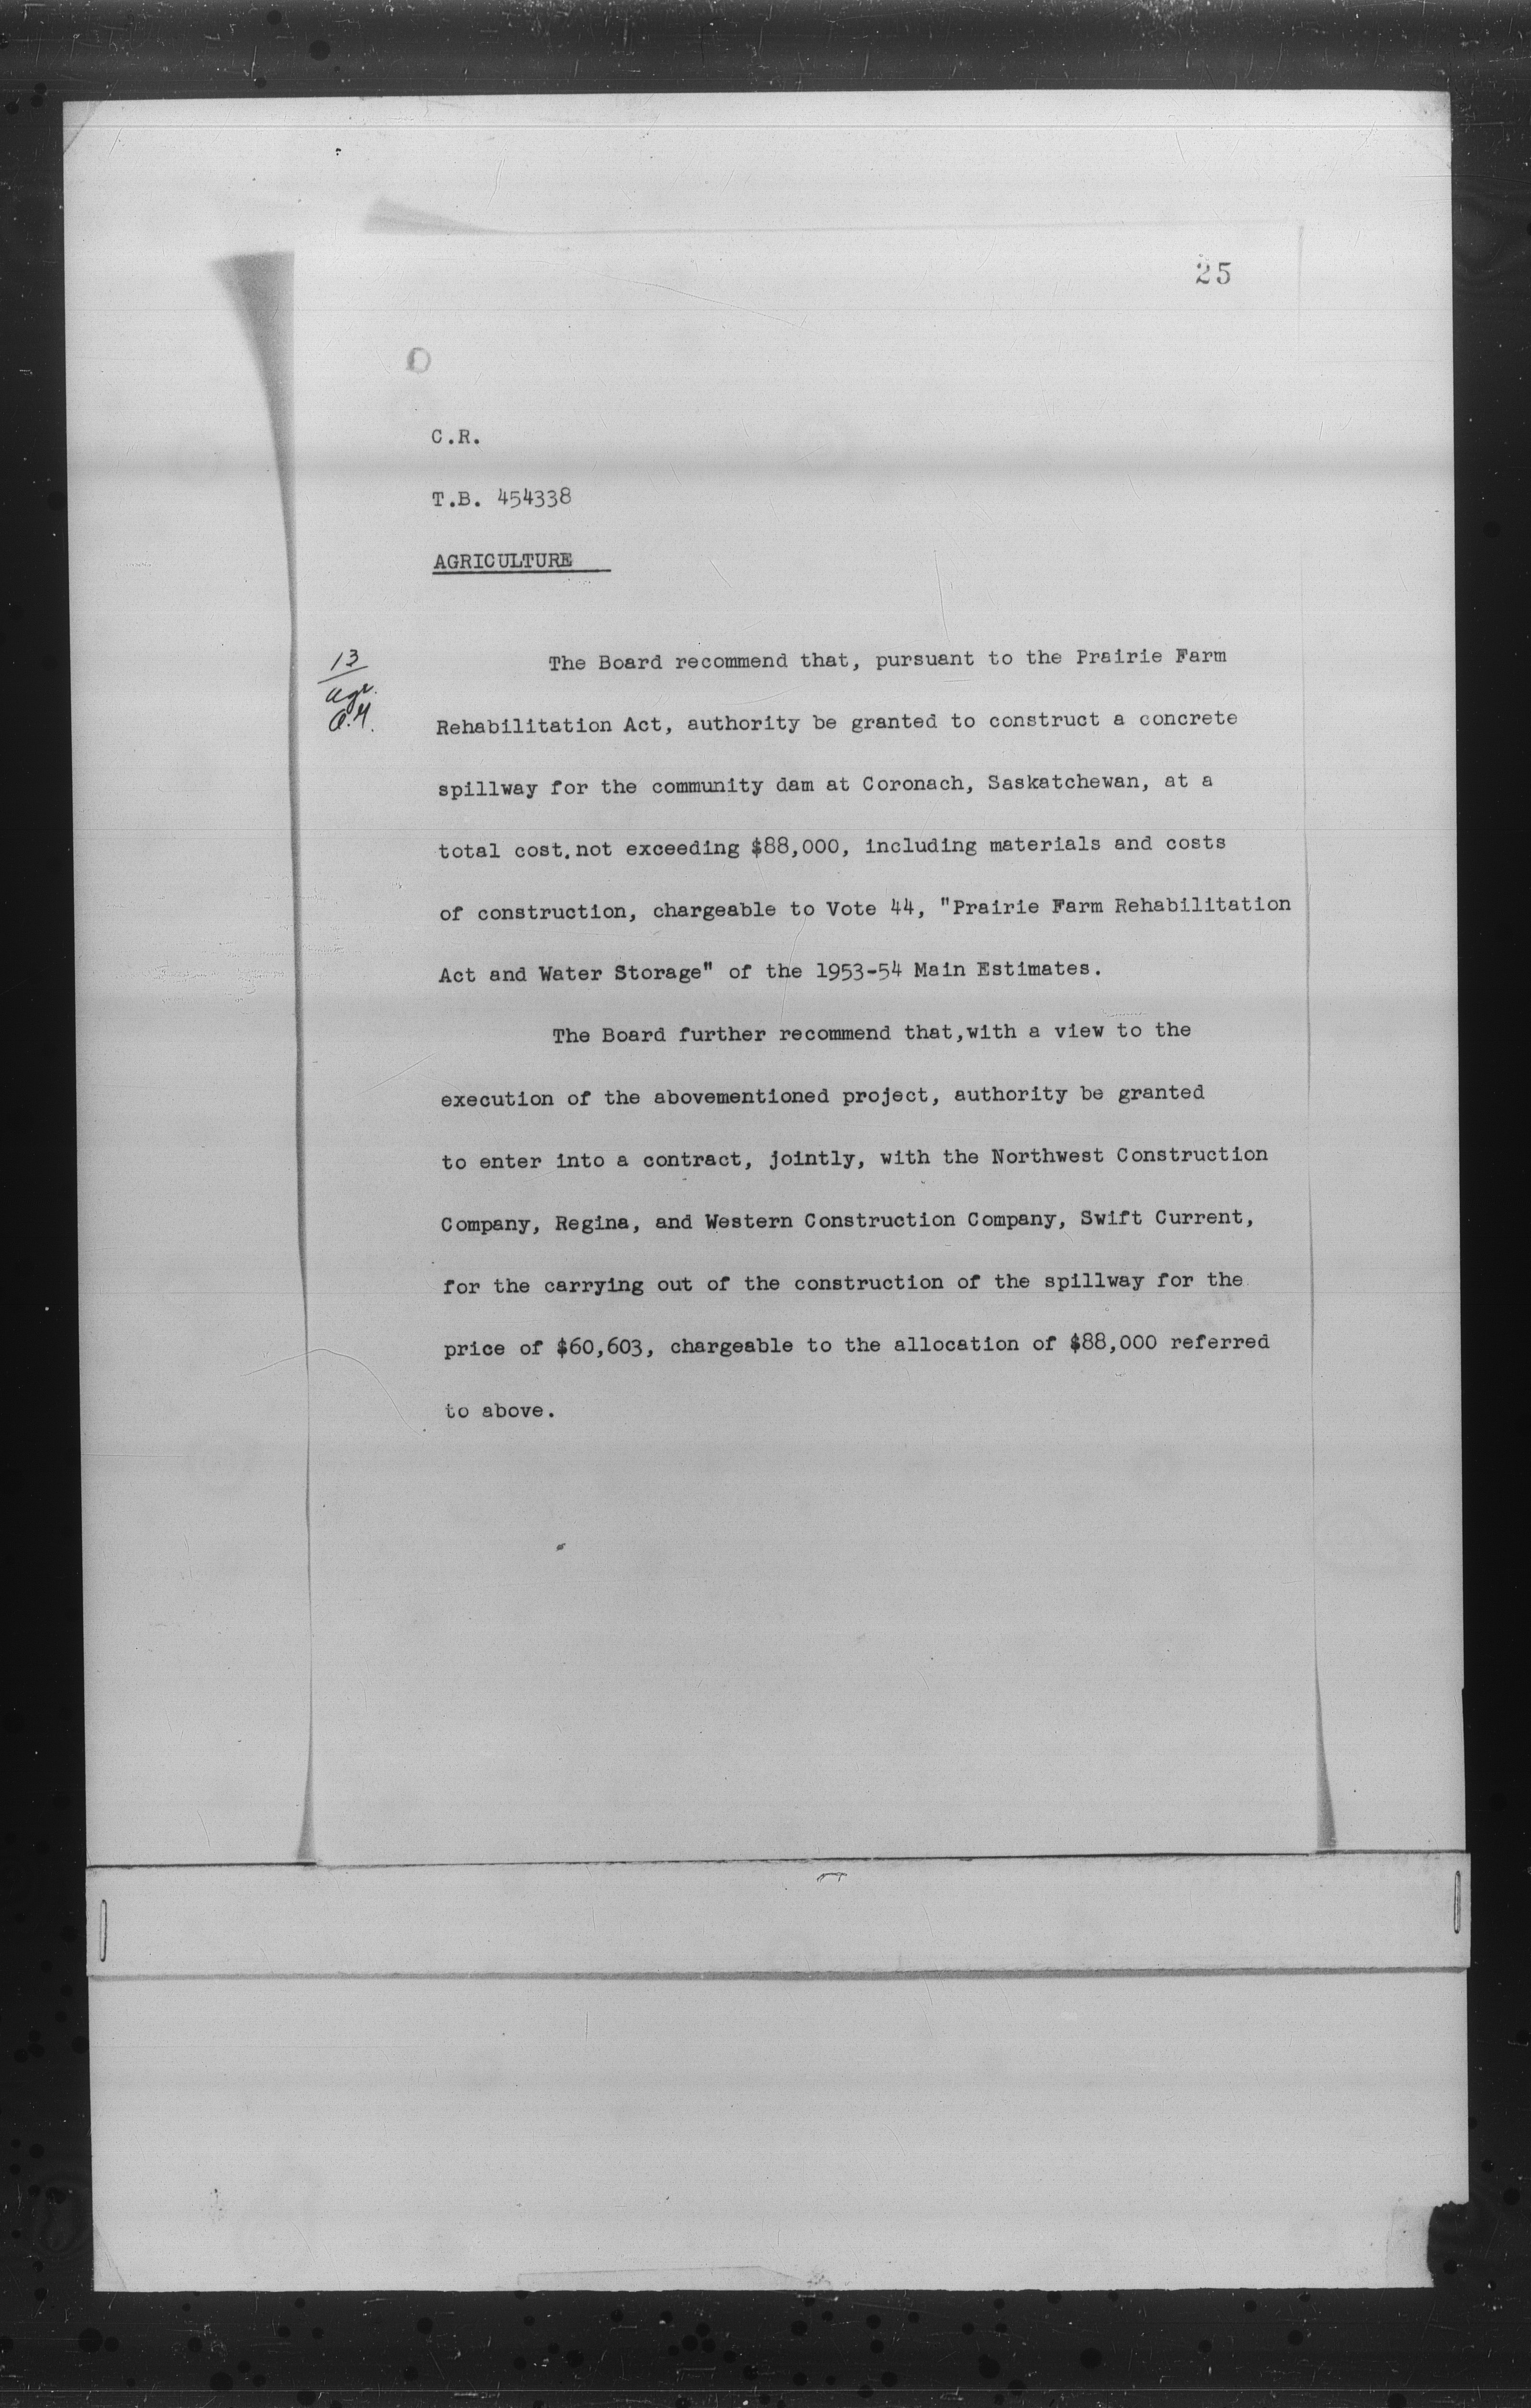 25
C.R.
T.B. 454338
AGRICULTURE
13
agr.
The Board recommend that, pursuant to the Prairie Farm
Rehabilitation Act, authority be granted to construct a concrete
spillway for the community dam at Coronach, Saskatchewan, at a
total cost.not exceeding $88,000, including materials and costs
of construction, chargeable to Vote 44, "Prairie Farm Rehabilitation
Act and Water Storage" of the 1953-54 Main Estimates.
The Board further recommend that,with a view to the
execution of the abovementioned project, authority be granted
to enter into a contract, jointly, with the Northwest Construction
Company, Regina, and Western Construction Company, Swift Current,
for the carrying out of the construction of the spillway for the
price of $60,603, chargeable to the allocation of $88,000 referred
to above.